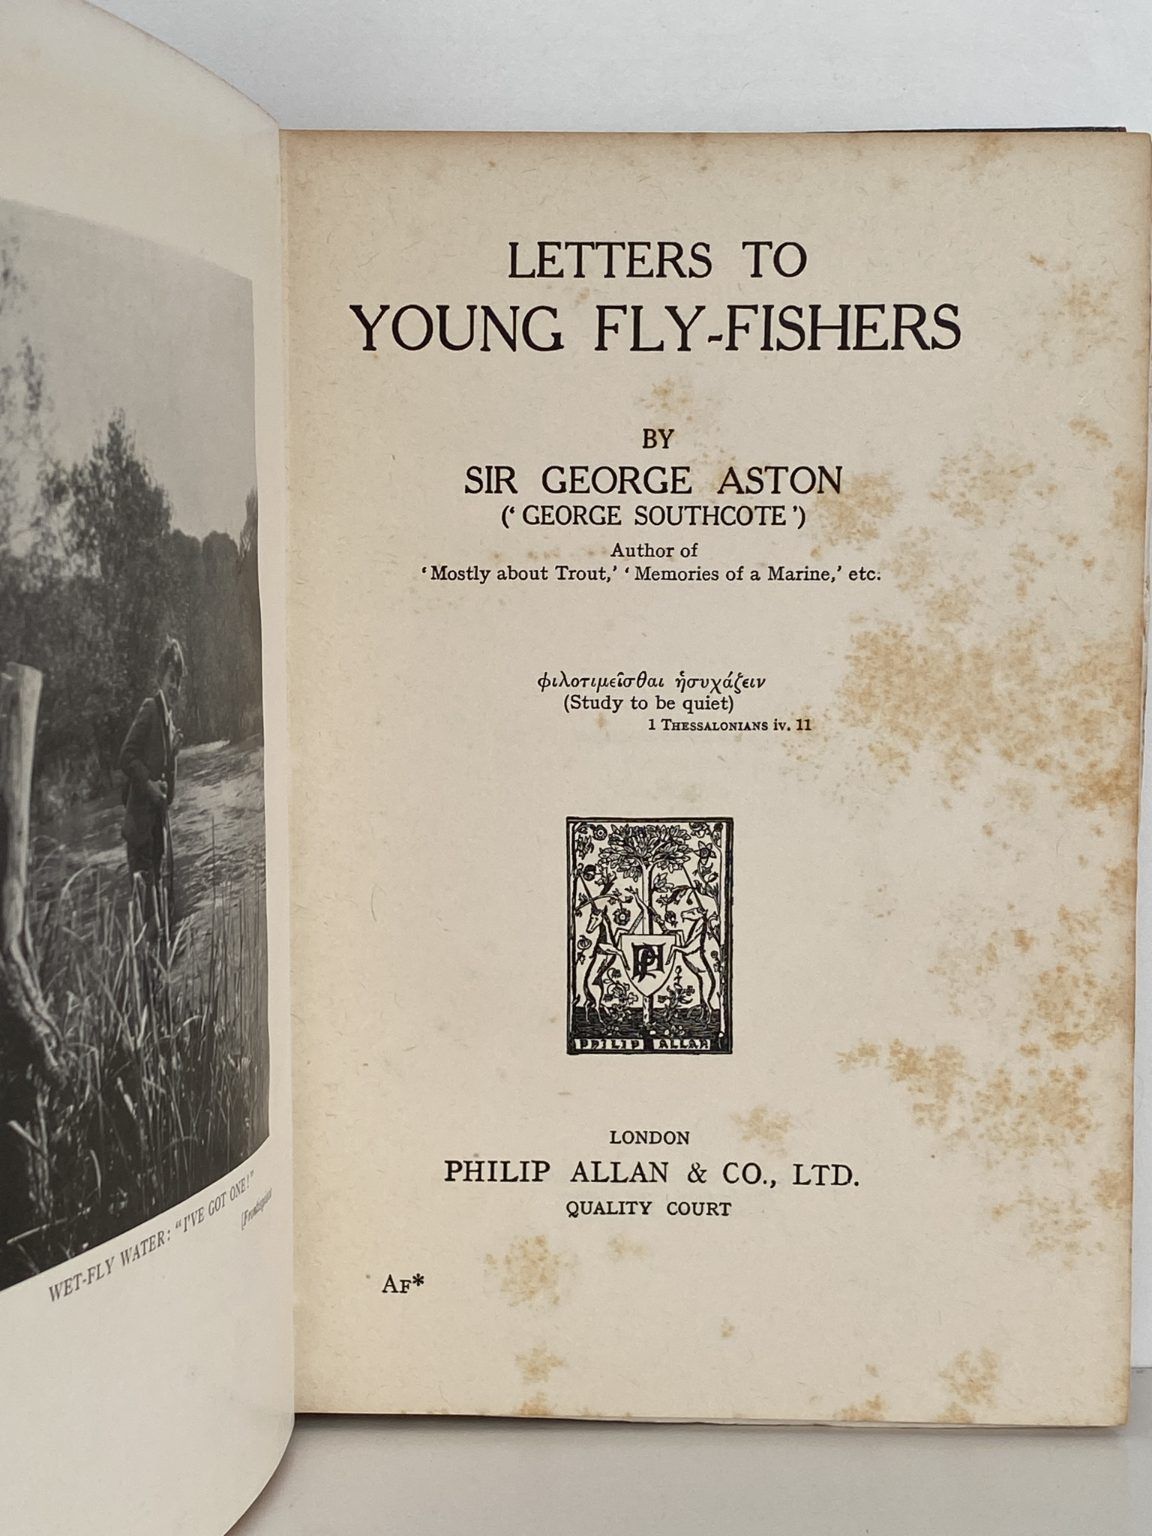 WET-FLY WATER: "I'VE GOT ONE!"
[Frontispiece
LETTERS TO
YOUNG FLY-FISHERS
BY
SIR GEORGE ASTON
(‘ GEORGE SOUTHCOTE ’)
Author of
‘ Mostly about Trout,’ ‘ Memories of a Marine,’ etc.
φιλοτιμεῖσθαι ἡσυχάζειν
(Study to be quiet)
1 THESSALONIANS iv. 11
PA
PHILIP ALLAN
LONDON
PHILIP ALLAN & CO., LTD.
QUALITY COURT
AF*